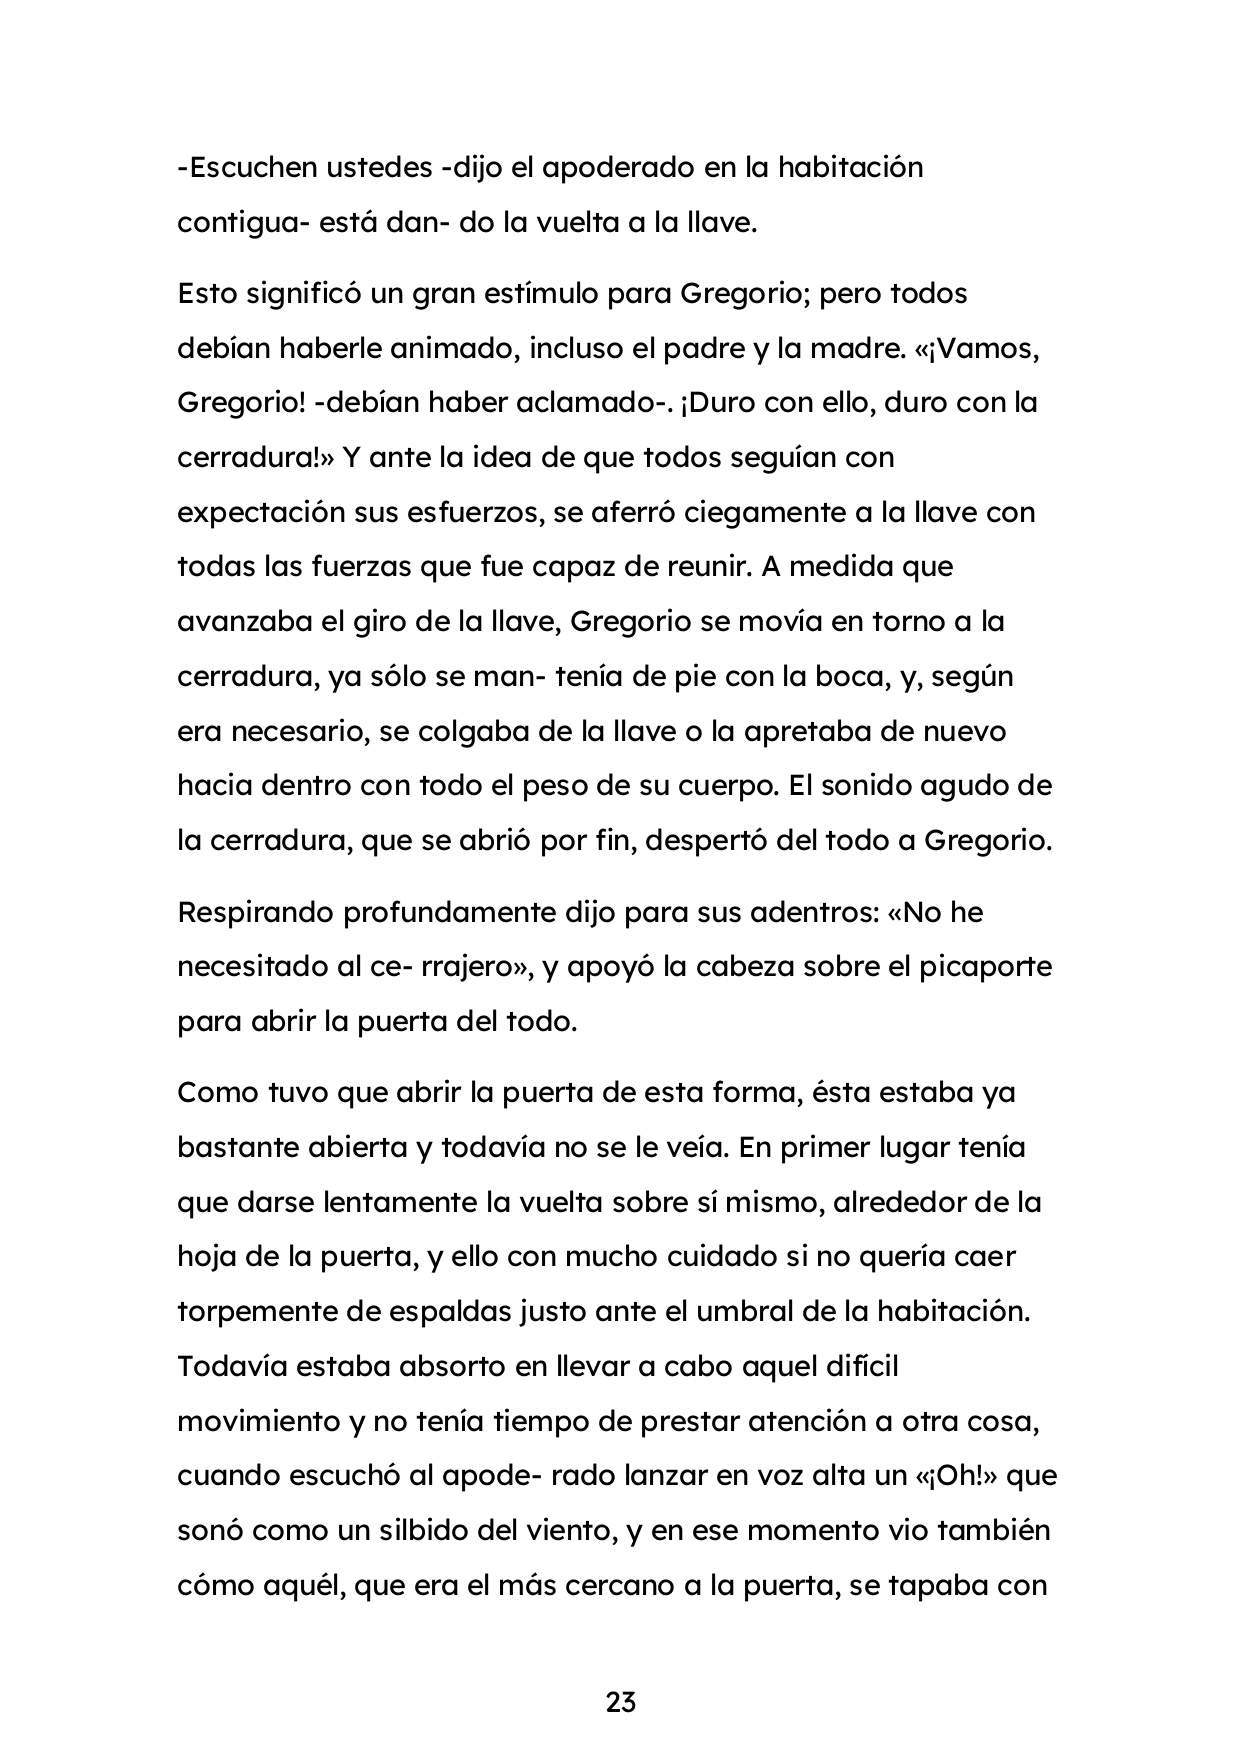 -Escuchen ustedes -dijo el apoderado en la habitación
contigua- está dan- do la vuelta a la llave.
Esto significó un gran estímulo para Gregorio; pero todos
debían haberle animado, incluso el padre y la madre. «¡Vamos,
Gregorio! -debían haber aclamado-. ¡Duro con ello, duro con la
cerradura!» Y ante la idea de que todos seguían con
expectación sus esfuerzos, se aferró ciegamente a la llave con
todas las fuerzas que fue capaz de reunir. A medida que
avanzaba el giro de la llave, Gregorio se movía en torno a la
cerradura, ya sólo se man- tenía de pie con la boca, y, según
era necesario, se colgaba de la llave o la apretaba de nuevo
hacia dentro con todo el peso de su cuerpo. El sonido agudo de
la cerradura, que se abrió por fin, despertó del todo a Gregorio.
Respirando profundamente dijo para sus adentros: «No he
necesitado al ce- rrajero», y apoyó la cabeza sobre el picaporte
para abrir la puerta del todo.
Como tuvo que abrir la puerta de esta forma, ésta estaba ya
bastante abierta y todavía no se le veía. En primer lugar tenía
que darse lentamente la vuelta sobre sí mismo, alrededor de la
hoja de la puerta, y ello con mucho cuidado si no quería caer
torpemente de espaldas justo ante el umbral de la habitación.
Todavía estaba absorto en llevar a cabo aquel difícil
movimiento y no tenía tiempo de prestar atención a otra cosa,
cuando escuchó al apode- rado lanzar en voz alta un «¡Oh!» que
sonó como un silbido del viento, y en ese momento vio también
cómo aquél, que era el más cercano a la puerta, se tapaba con
23